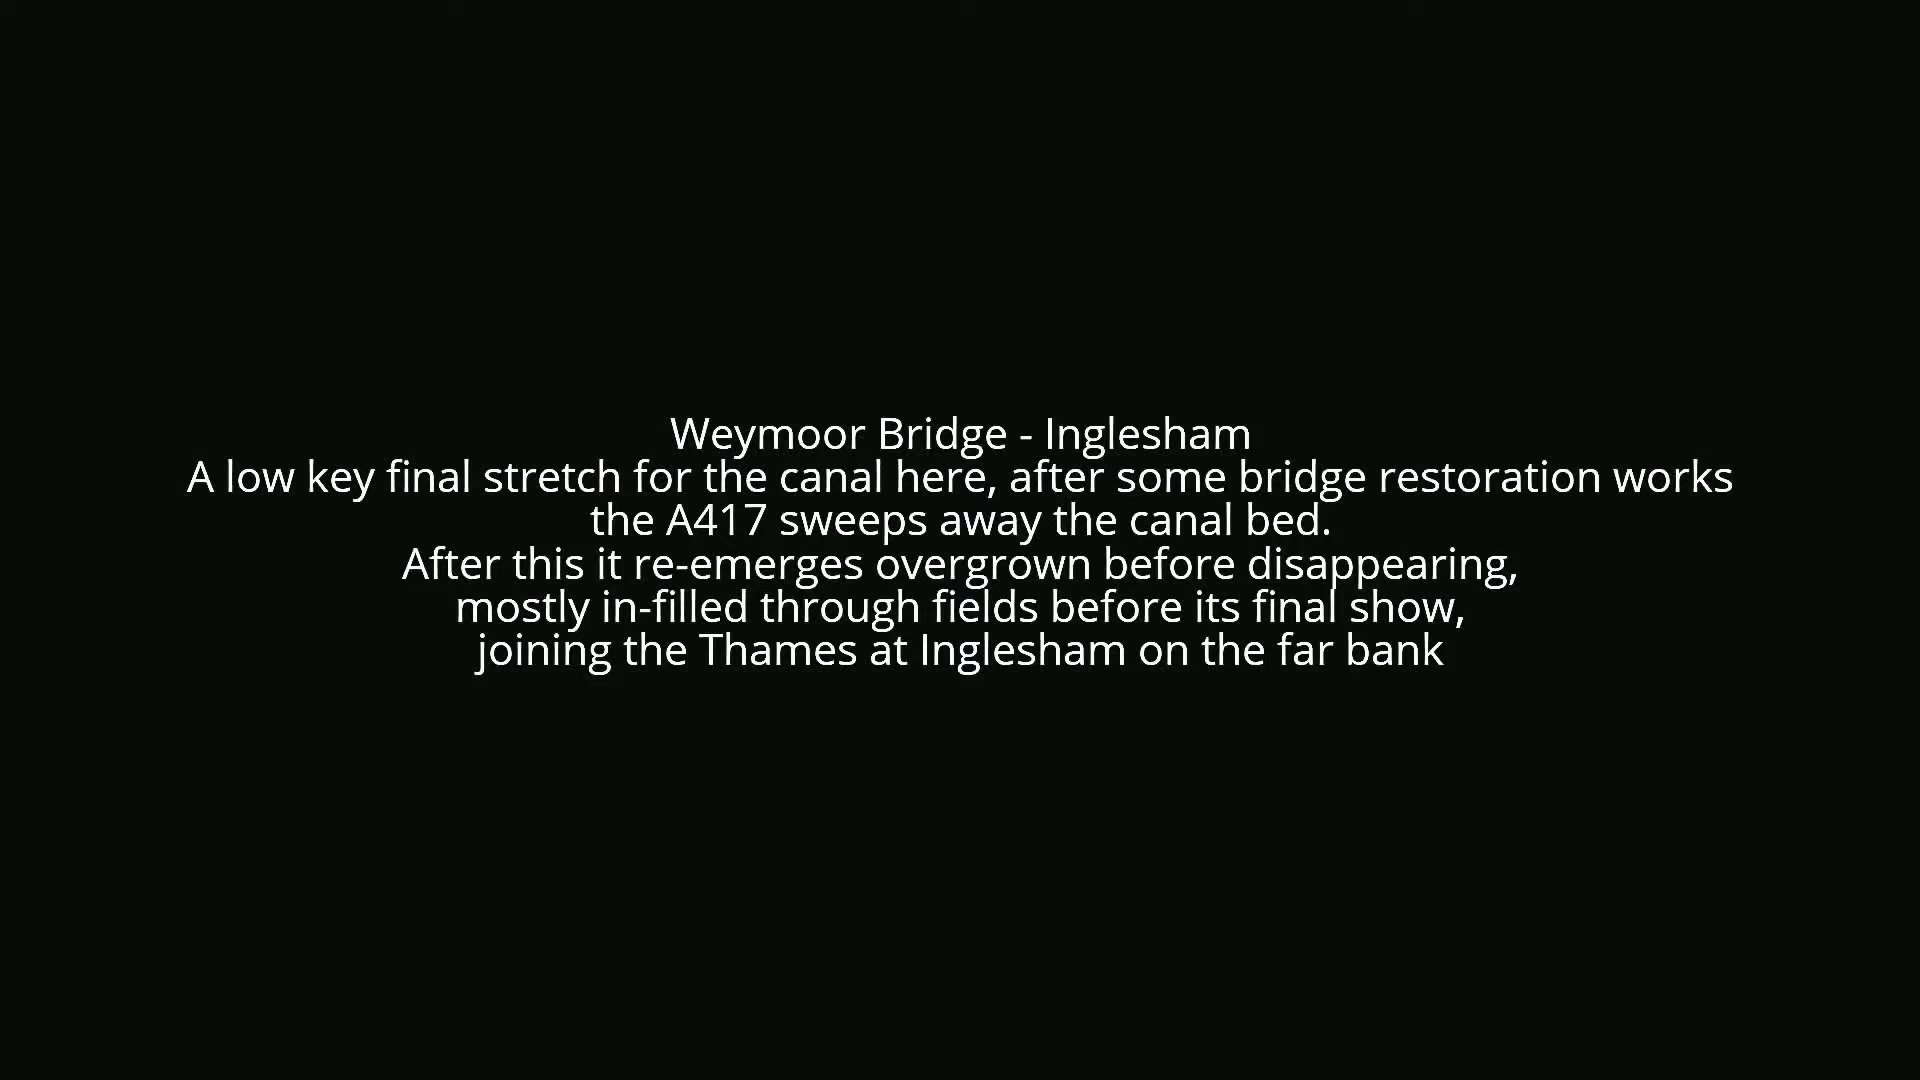 Weymoor Bridge - Inglesham
A low key final stretch for the canal here, after some bridge restoration works
the A417 sweeps away the canal bed.
After this it re-emerges overgrown before disappearing,
mostly in-filled through fields before its final show,
joining the Thames at Inglesham on the far bank